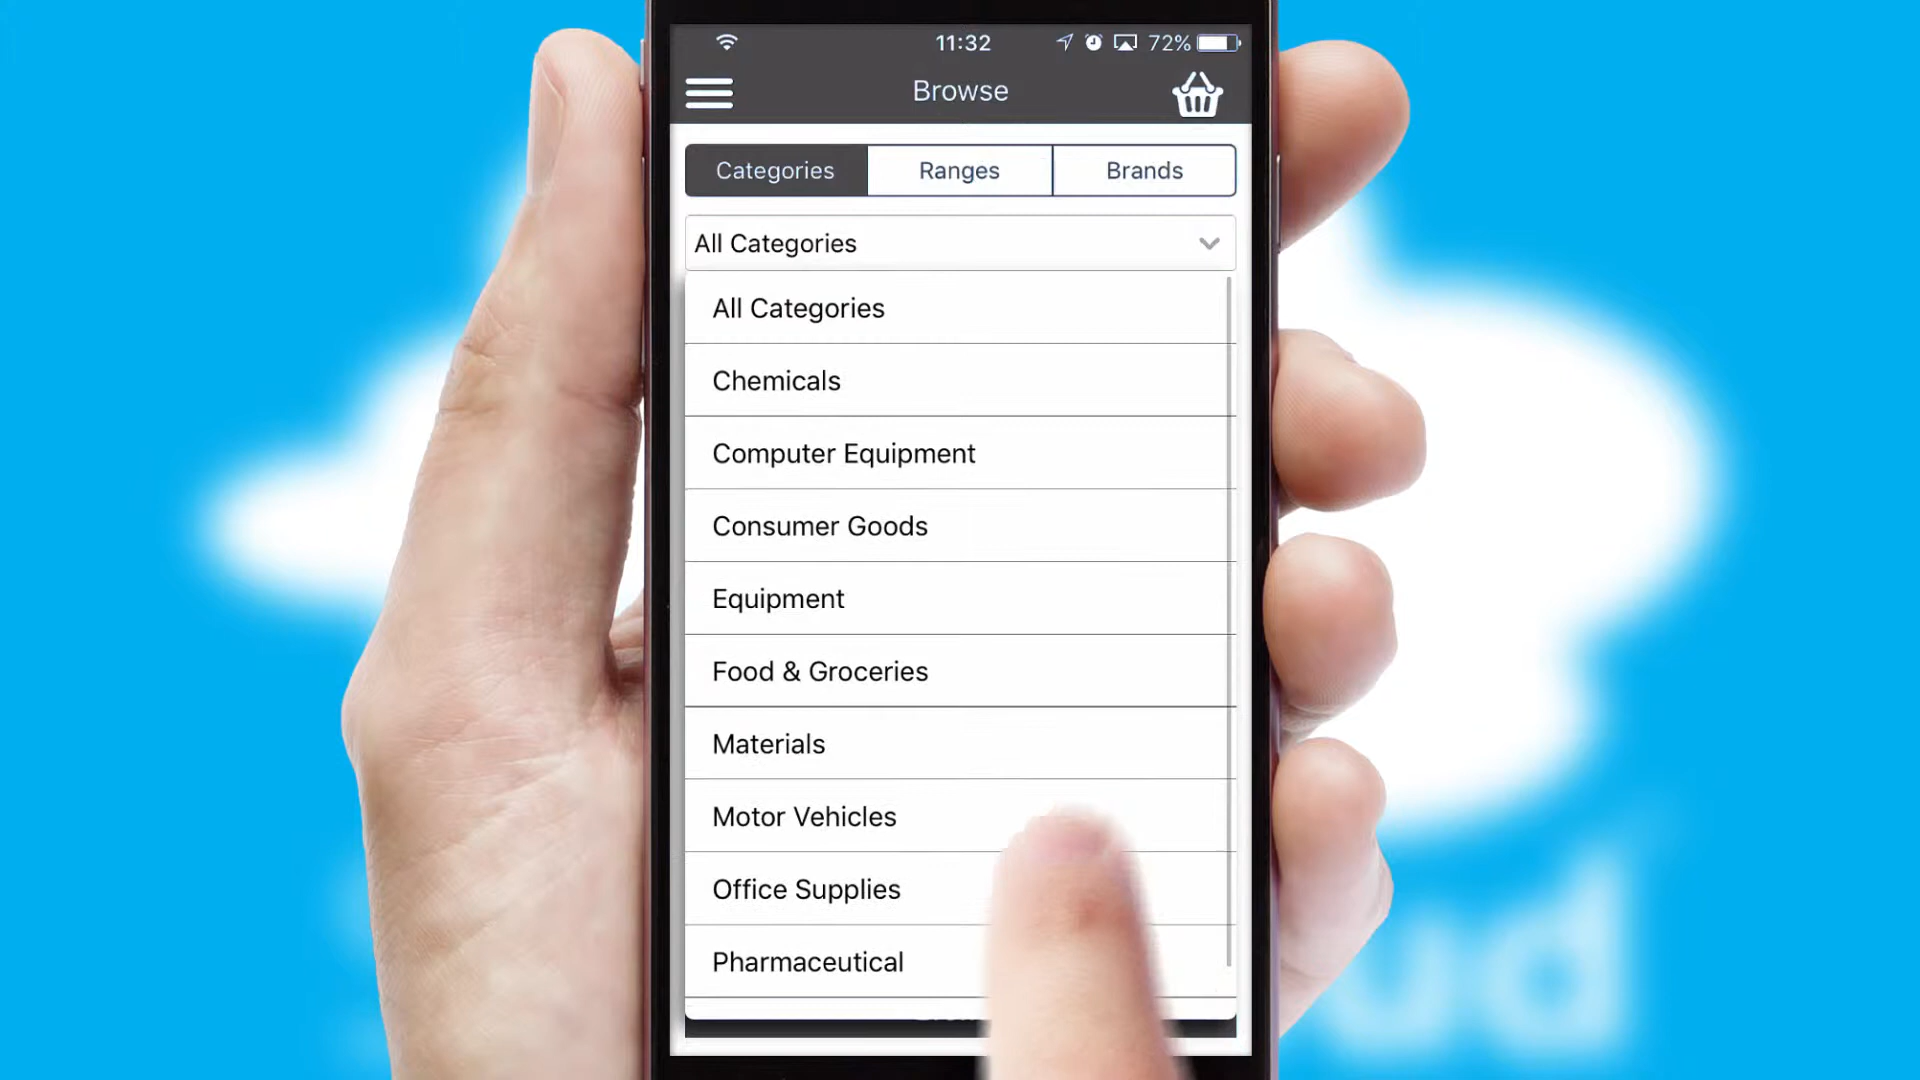 11:32
72%
Browse
Categories
Ranges
Brands
All Categories
All Categories
Chemicals
Computer Equipment
Consumer Goods
Equipment
Food & Groceries
Materials
Motor Vehicles
Office Supplies
Pharmaceutical